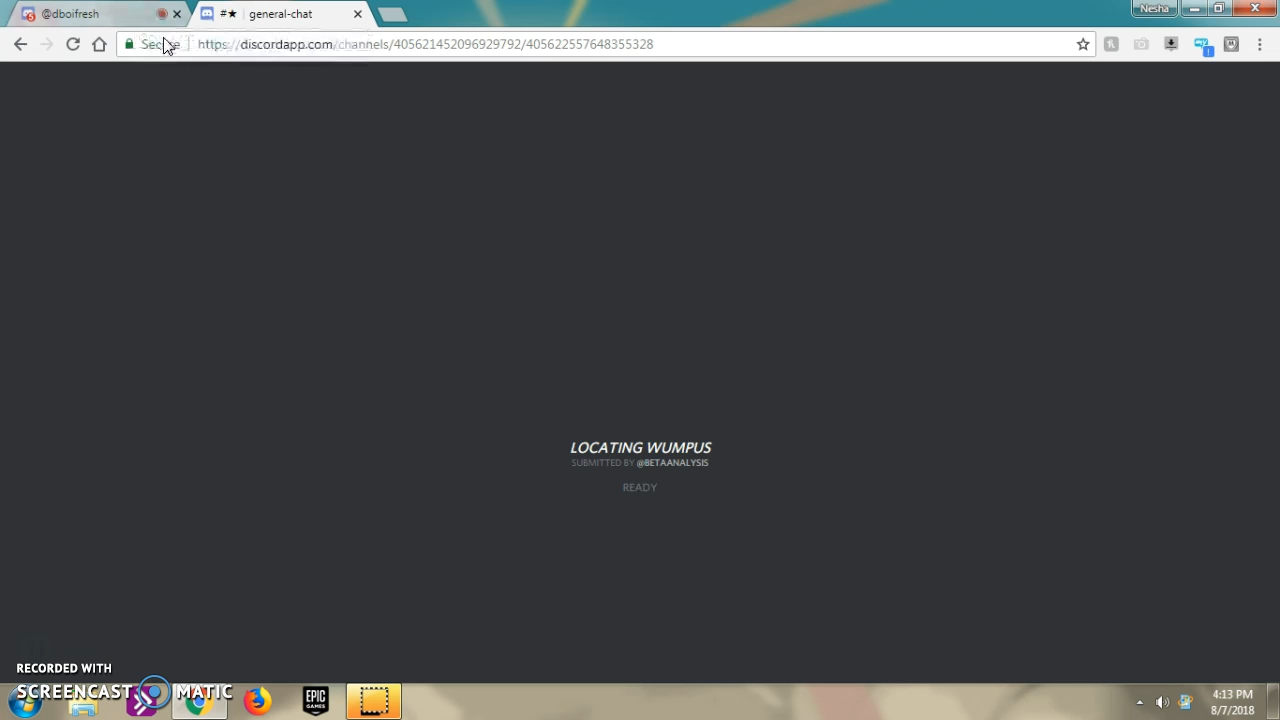 @dboifresh
#★ general-chat
Nesha
Secure
https://discordapp.com/channels/405621452096929792/405622557648355328
LOCATING WUMPUS
SUBMITTED BY @BETAANALYSIS
READY
RECORDED WITH
SCREENCAST MATIC
EPIC
GAMES
4:13 PM
8/7/2018